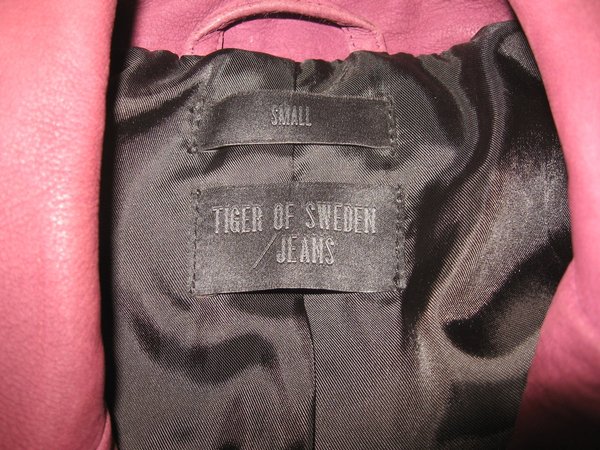 SMALL
TIGER OF SWEDEN
/JEANS